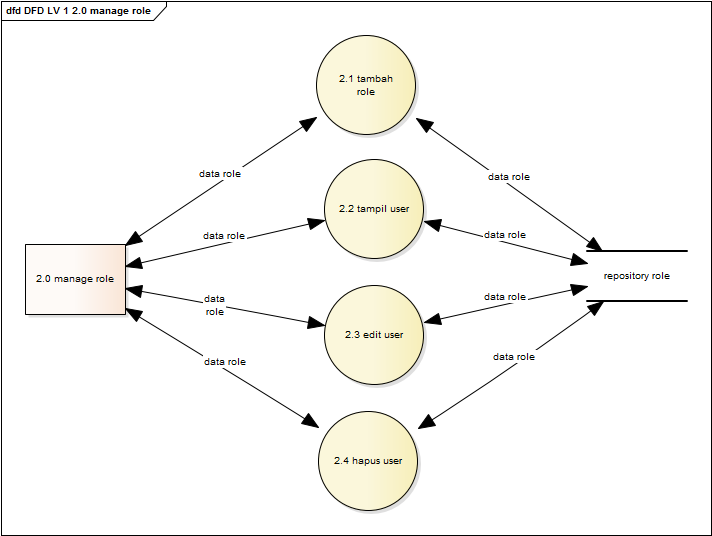 dfd DFD LV 1 2.0 manage role
2.1 tambah
role
data role
data role
2.2 tampil user
data role
data role
2.0 manage role
repository role
data
role
data role
2.3 edit user
data role
data role
2.4 hapus user